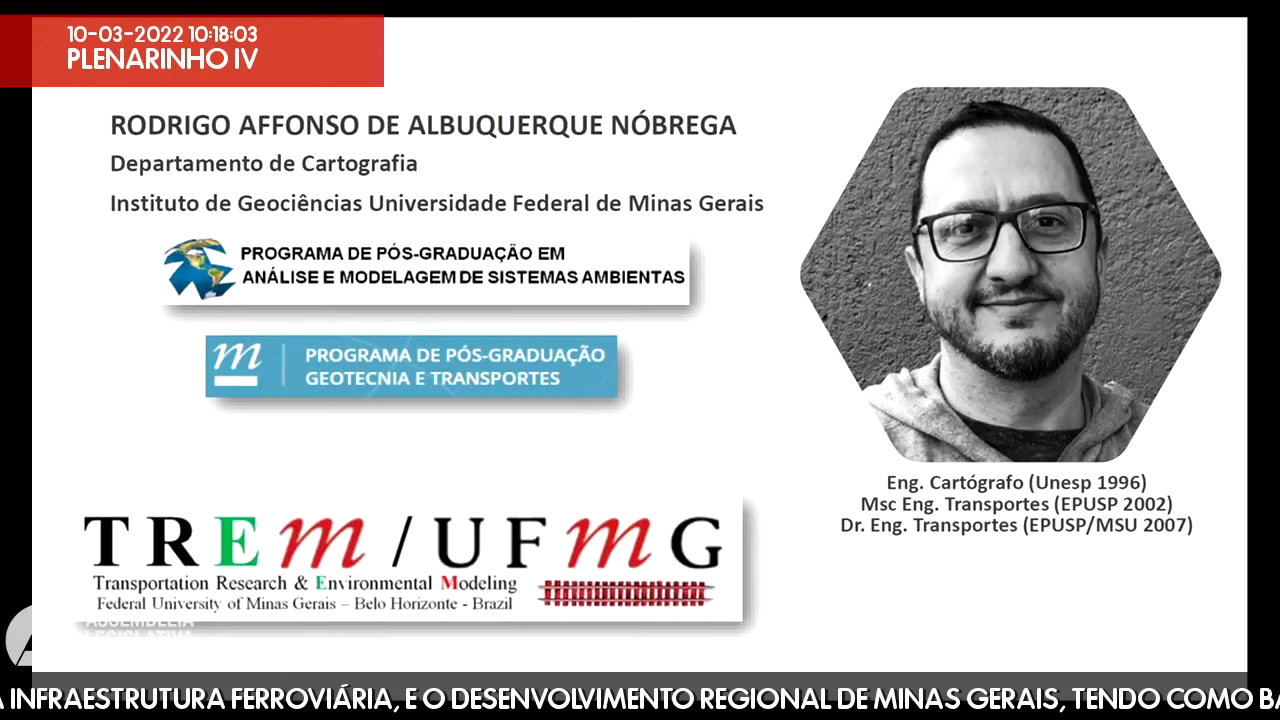 10-03-2022 10:18:03
PLENARINHO IV
RODRIGO AFFONSO DE ALBUQUERQUE NÓBREGA
Departamento de Cartografia
Instituto de Geociências Universidade Federal de Minas Gerais
PROGRAMA DE PÓS-GRADUAÇÃO EM
ANÁLISE E MODELAGEM DE SISTEMAS AMBIENTAS
m
PROGRAMA DE PÓS-GRADUAÇÃO
GEOTECNIA E TRANSPORTES
Eng. Cartógrafo (Unesp 1996)
Msc Eng. Transportes (EPUSP 2002)
Dr. Eng. Transportes (EPUSP/MSU 2007)
TREm / UFmG
Transportation Research & Environmental Modeling
Federal University of Minas Gerais – Belo Horizonte - Brazil
ASSEMBLEIA
LEGISLATIVA
A INFRAESTRUTURA FERROVIÁRIA, E O DESENVOLVIMENTO REGIONAL DE MINAS GERAIS, TENDO COMO BA